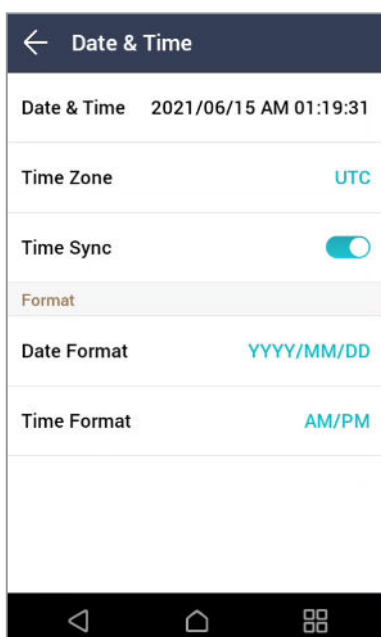 Date & Time
Date & Time 2021/06/15 AM 01:19:31
Time Zone UTC
Time Sync
Format
Date Format YYYY/MM/DD
Time Format AM/PM